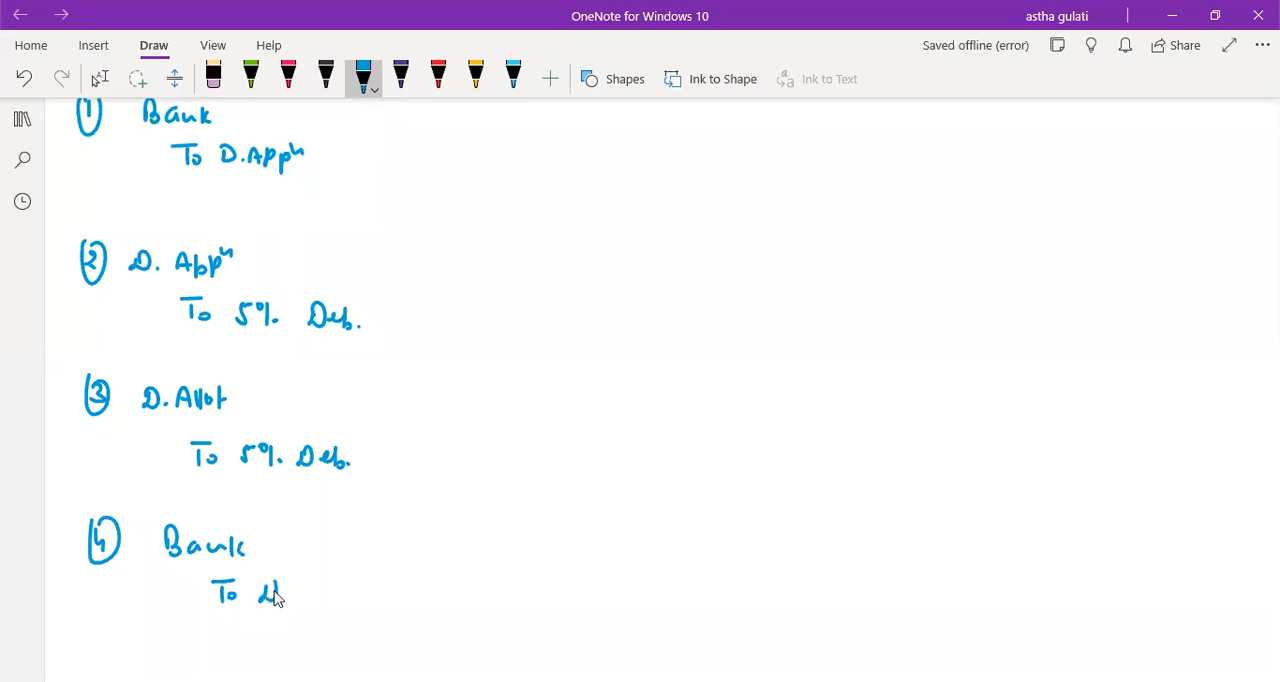 OneNote for Windows 10
astha gulati
Home Insert Draw View Help
Saved offline (error) Share
Shapes Ink to Shape Ink to Text
① Bank
To D.Appⁿ
② D. Appⁿ
To 5% Deb.
③ D.Allot
To 5% Deb.
④ Bank
To